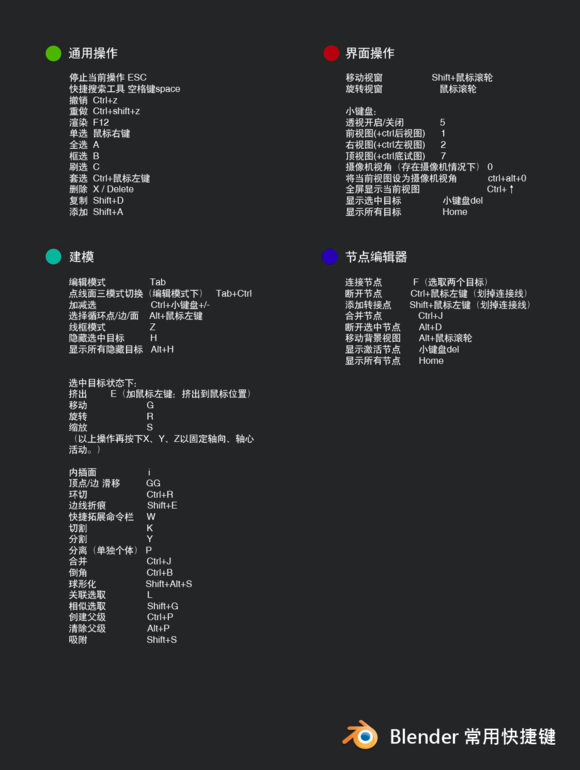 通用操作
停止当前操作 ESC
快捷搜索工具 空格键space
撤销 Ctrl+z
重做 Ctrl+shift+z
渲染 F12
单选 鼠标右键
全选 A
框选 B
刷选 C
套选 Ctrl+鼠标左键
删除 X / Delete
复制 Shift+D
添加 Shift+A
界面操作
移动视窗 Shift+鼠标滚轮
旋转视窗 鼠标滚轮
小键盘:
透视开启/关闭 5
前视图(+ctrl后视图) 1
右视图(+ctrl左视图) 2
顶视图(+ctrl底试图) 7
摄像机视角（存在摄像机情况下）0
将当前视图设为摄像机视角 ctrl+alt+0
全屏显示当前视图 Ctrl+↑
显示选中目标 小键盘del
显示所有目标 Home
建模
编辑模式 Tab
点线面三模式切换（编辑模式下） Tab+Ctrl
加减选 Ctrl+小键盘+/-
选择循环点/边/面 Alt+鼠标左键
线框模式 Z
隐藏选中目标 H
显示所有隐藏目标 Alt+H
选中目标状态下:
挤出 E（加鼠标左键：挤出到鼠标位置）
移动 G
旋转 R
缩放 S
（以上操作再按下X、Y、Z以固定轴向、轴心
活动。）
内插面 i
顶点/边 滑移 GG
环切 Ctrl+R
边线折痕 Shift+E
快捷拓展命令栏 W
切割 K
分割 Y
分离（单独个体） P
合并 Ctrl+J
倒角 Ctrl+B
球形化 Shift+Alt+S
关联选取 L
相似选取 Shift+G
创建父级 Ctrl+P
清除父级 Alt+P
吸附 Shift+S
节点编辑器
连接节点 F（选取两个目标）
断开节点 Ctrl+鼠标左键（划掉连接线）
添加转接点 Shift+鼠标左键（划掉连接线）
合并节点 Ctrl+J
断开选中节点 Alt+D
移动背景视图 Alt+鼠标滚轮
显示激活节点 小键盘del
显示所有节点 Home
Blender 常用快捷键